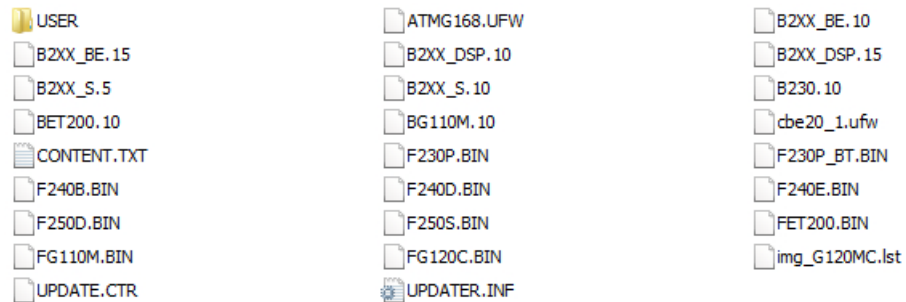 USER
ATMG168.UFW
B2XX_BE.10
B2XX_BE.15
B2XX_DSP.10
B2XX_DSP.15
B2XX_S.5
B2XX_S.10
B230.10
BET200.10
BG110M.10
cbe20_1.ufw
CONTENT.TXT
F230P.BIN
F230P_BT.BIN
F240B.BIN
F240D.BIN
F240E.BIN
F250D.BIN
F250S.BIN
FET200.BIN
FG110M.BIN
FG120C.BIN
img_G120MC.lst
UPDATE.CTR
UPDATER.INF